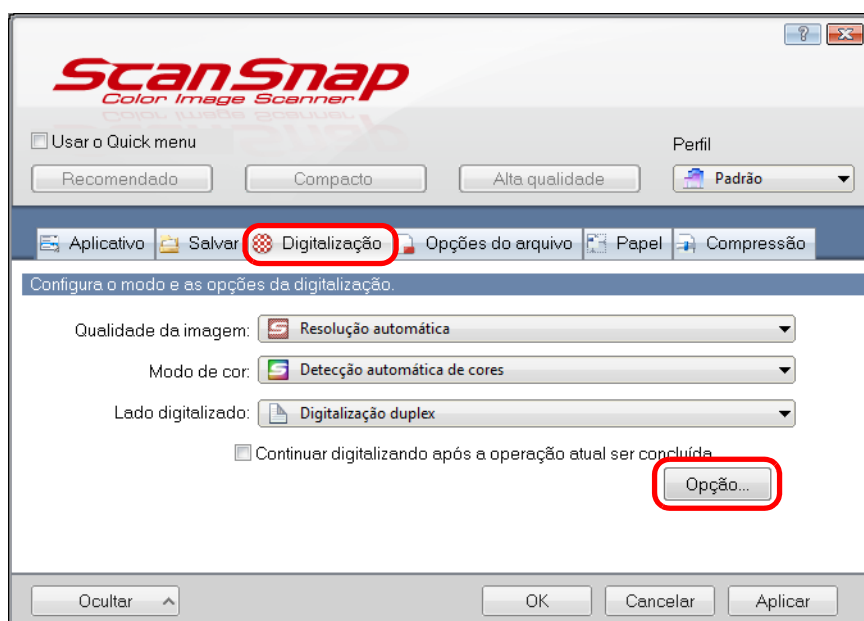 ScanSnap
Color Image Scanner
Usar o Quick menu
Perfil
Recomendado Compacto Alta qualidade Padrão
Aplicativo Salvar Digitalização Opções do arquivo Papel Compressão
Configura o modo e as opções da digitalização.
Qualidade da imagem: Resolução automática
Modo de cor: Detecção automática de cores
Lado digitalizado: Digitalização duplex
Continuar digitalizando após a operação atual ser concluída
Opção...
Ocultar OK Cancelar Aplicar